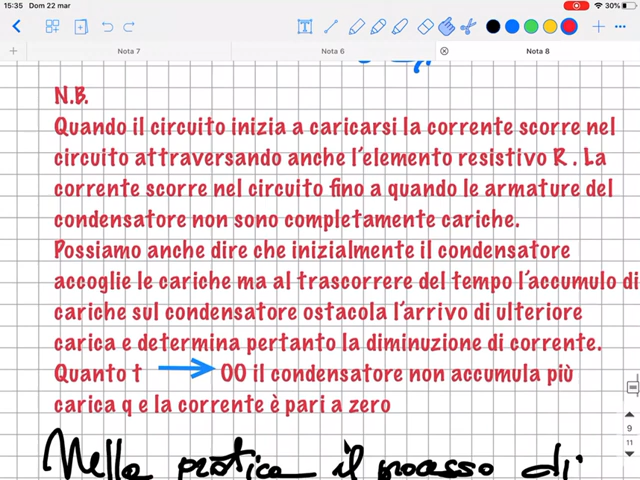 15:35 Dom 22 mar
30%
Nota 7
Nota 6
Nota 8
N.B.
Quando il circuito inizia a caricarsi la corrente scorre nel
circuito attraversando anche l'elemento resistivo R . La
corrente scorre nel circuito fino a quando le armature del
condensatore non sono completamente cariche.
Possiamo anche dire che inizialmente il condensatore
accoglie le cariche ma al trascorrere del tempo l'accumulo di
cariche sul condensatore ostacola l'arrivo di ulteriore
carica e determina pertanto la diminuzione di corrente.
Quanto t → OO il condensatore non accumula più
carica q e la corrente è pari a zero
9
11
Nella pratica il processo di